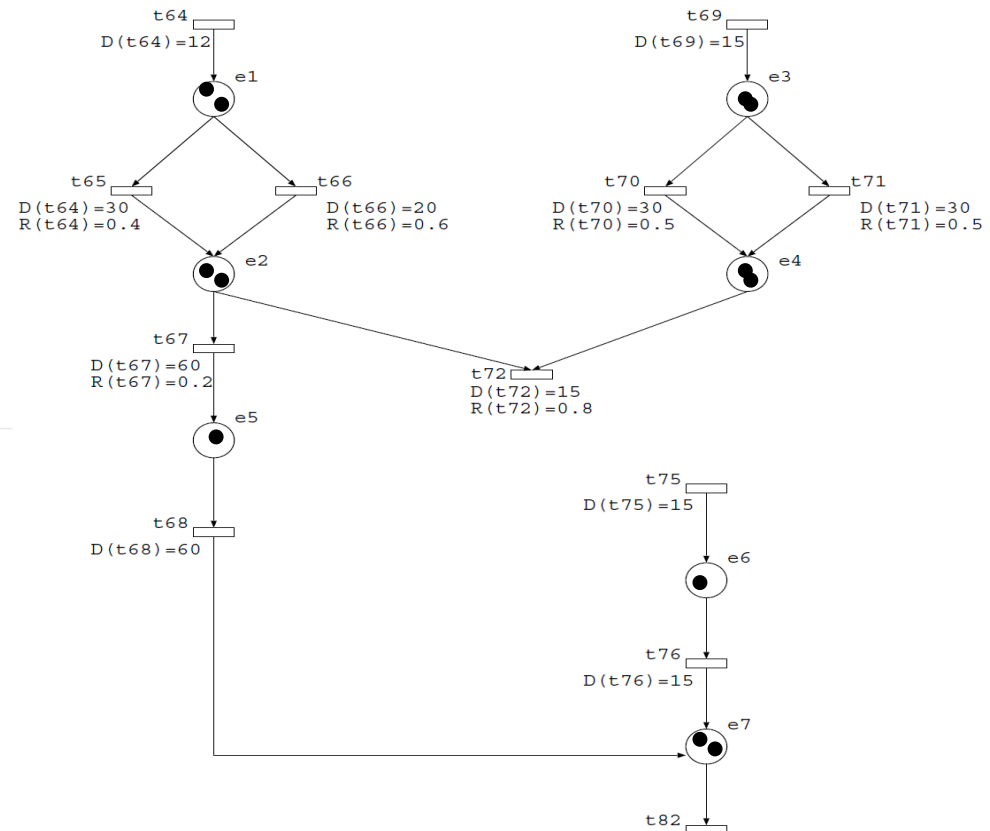 t64
D(t64)=12
e1
t65
D(t64)=30
R(t64)=0.4
t66
D(t66)=20
R(t66)=0.6
e2
t67
D(t67)=60
R(t67)=0.2
e5
t68
D(t68)=60
t69
D(t69)=15
e3
t70
D(t70)=30
R(t70)=0.5
t71
D(t71)=30
R(t71)=0.5
e4
t72
D(t72)=15
R(t72)=0.8
t75
D(t75)=15
e6
t76
D(t76)=15
e7
t82